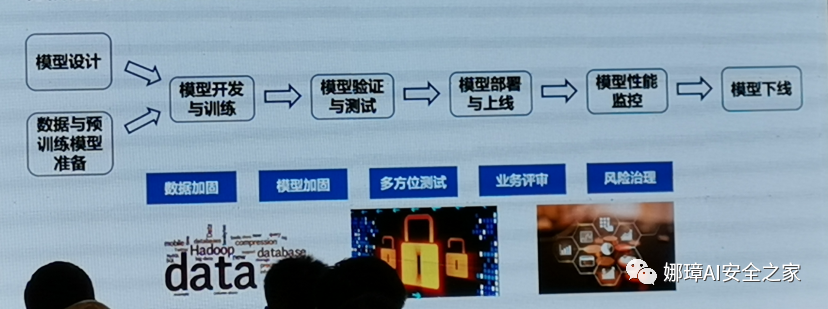 模型设计
数据与预
训练模型
准备
模型开发
与训练
模型验证
与测试
模型部署
与上线
模型性能
监控
模型下线
数据加固
模型加固
多方位测试
业务评审
风险治理
mobile
databases
Data
query
compression
Hadoop
new
database
data
娜璋AI安全之家